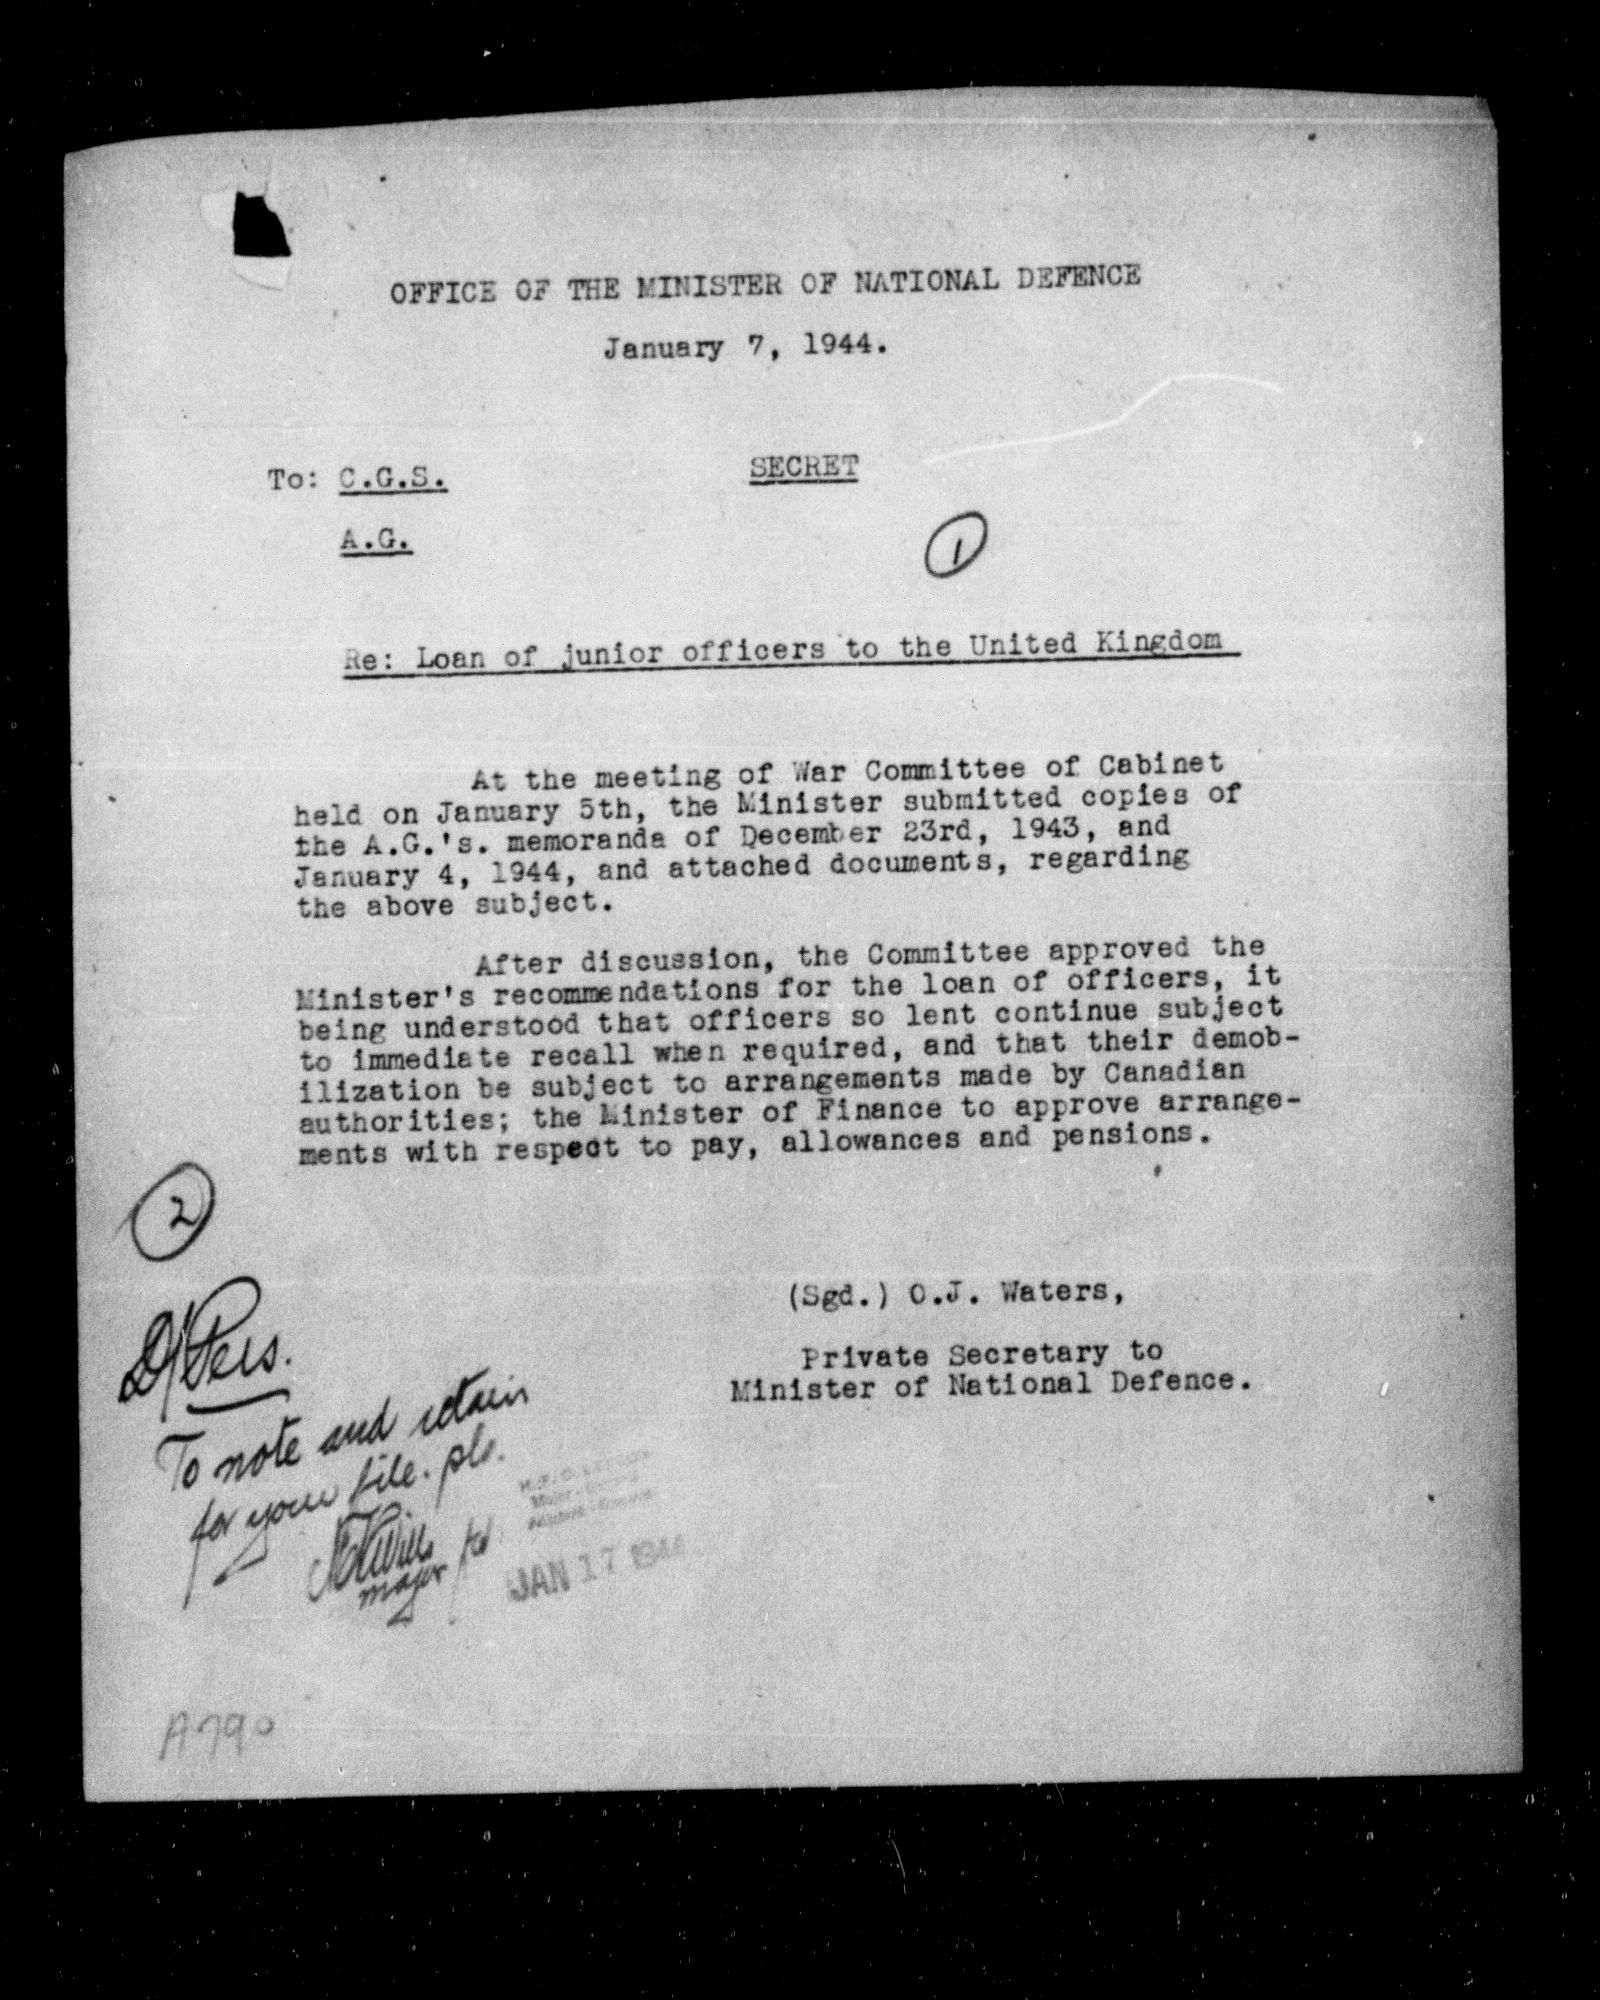 OFFICE OF THE MINISTER OF NATIONAL DEFENCE
January 7, 1944.
To: C.G.S.
SECRET
A.G.
1
Re: Loan of junior officers to the United Kingdom
At the meeting of War Committee of Cabinet
held on January 5th, the Minister submitted copies of
the A.G.'s. memoranda of December 23rd, 1943, and
January 4, 1944, and attached documents, regarding
the above subject.
After discussion, the Committee approved the
Minister's recommendations for the loan of officers, it
being understood that officers so lent continue subject
to immediate recall when required, and that their demob-
ilization be subject to arrangements made by Canadian
authorities; the Minister of Finance to approve arrange-
ments with respect to pay, allowances and pensions.
2
(Sgd.) O.J. Waters,
Private Secretary to
Minister of National Defence.
D/Pers.
To note and retain
for your file. pls.
Major
JAN 17 1944
A790